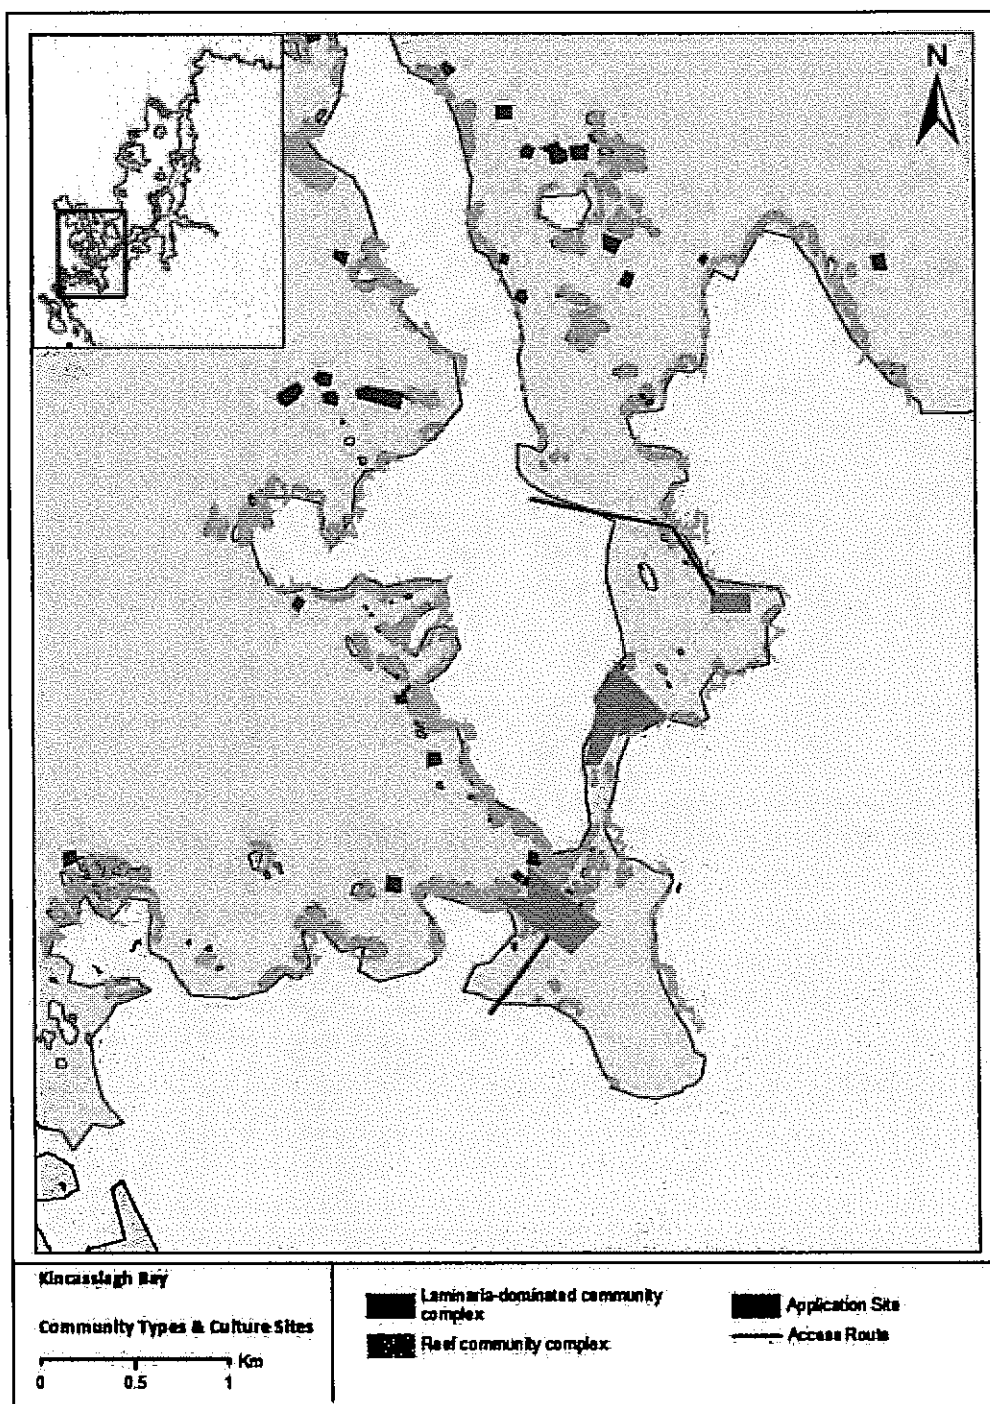 N
Kincasslagh Bay
Community Types & Culture Sites
Km
0 0.5 1
Laminaria-dominated community
complex
Reef community complex
Application Site
Access Route